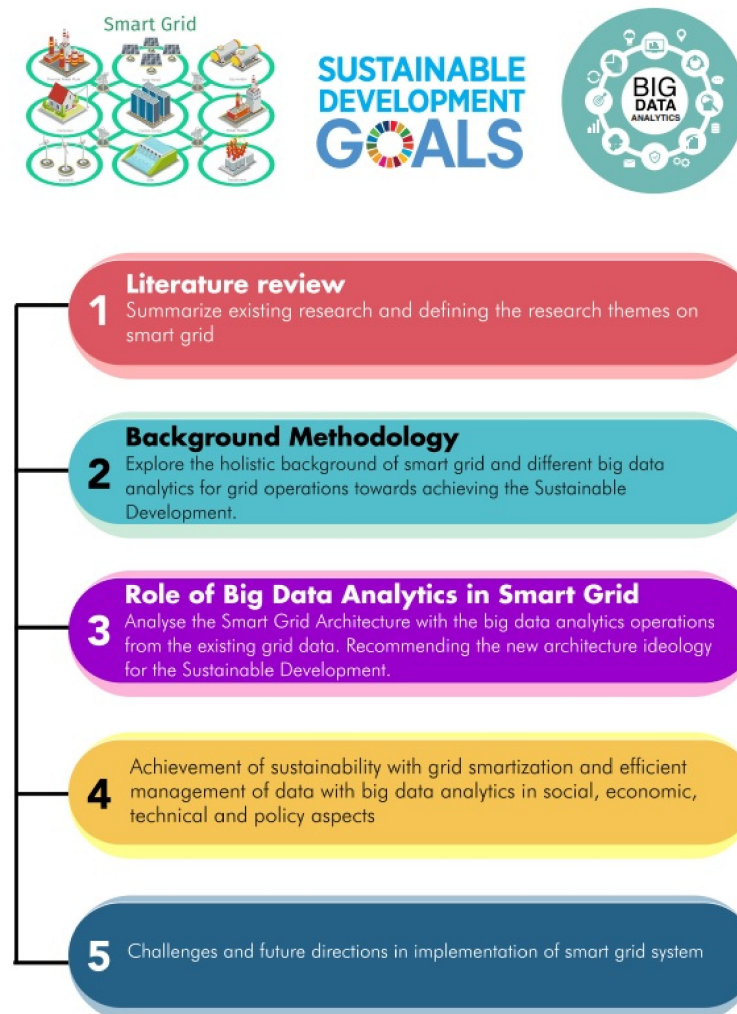 Smart Grid
SUSTAINABLE
DEVELOPMENT
GOALS
BIG
DATA
ANALYTICS
1
Literature review
Summarize existing research and defining the research themes on
smart grid
2
Background Methodology
Explore the holistic background of smart grid and different big data
analytics for grid operations towards achieving the Sustainable
Development.
3
Role of Big Data Analytics in Smart Grid
Analyse the Smart Grid Architecture with the big data analytics operations
from the existing grid data. Recommending the new architecture ideology
for the Sustainable Development.
4
Achievement of sustainability with grid smartization and efficient
management of data with big data analytics in social, economic,
technical and policy aspects
5
Challenges and future directions in implementation of smart grid system